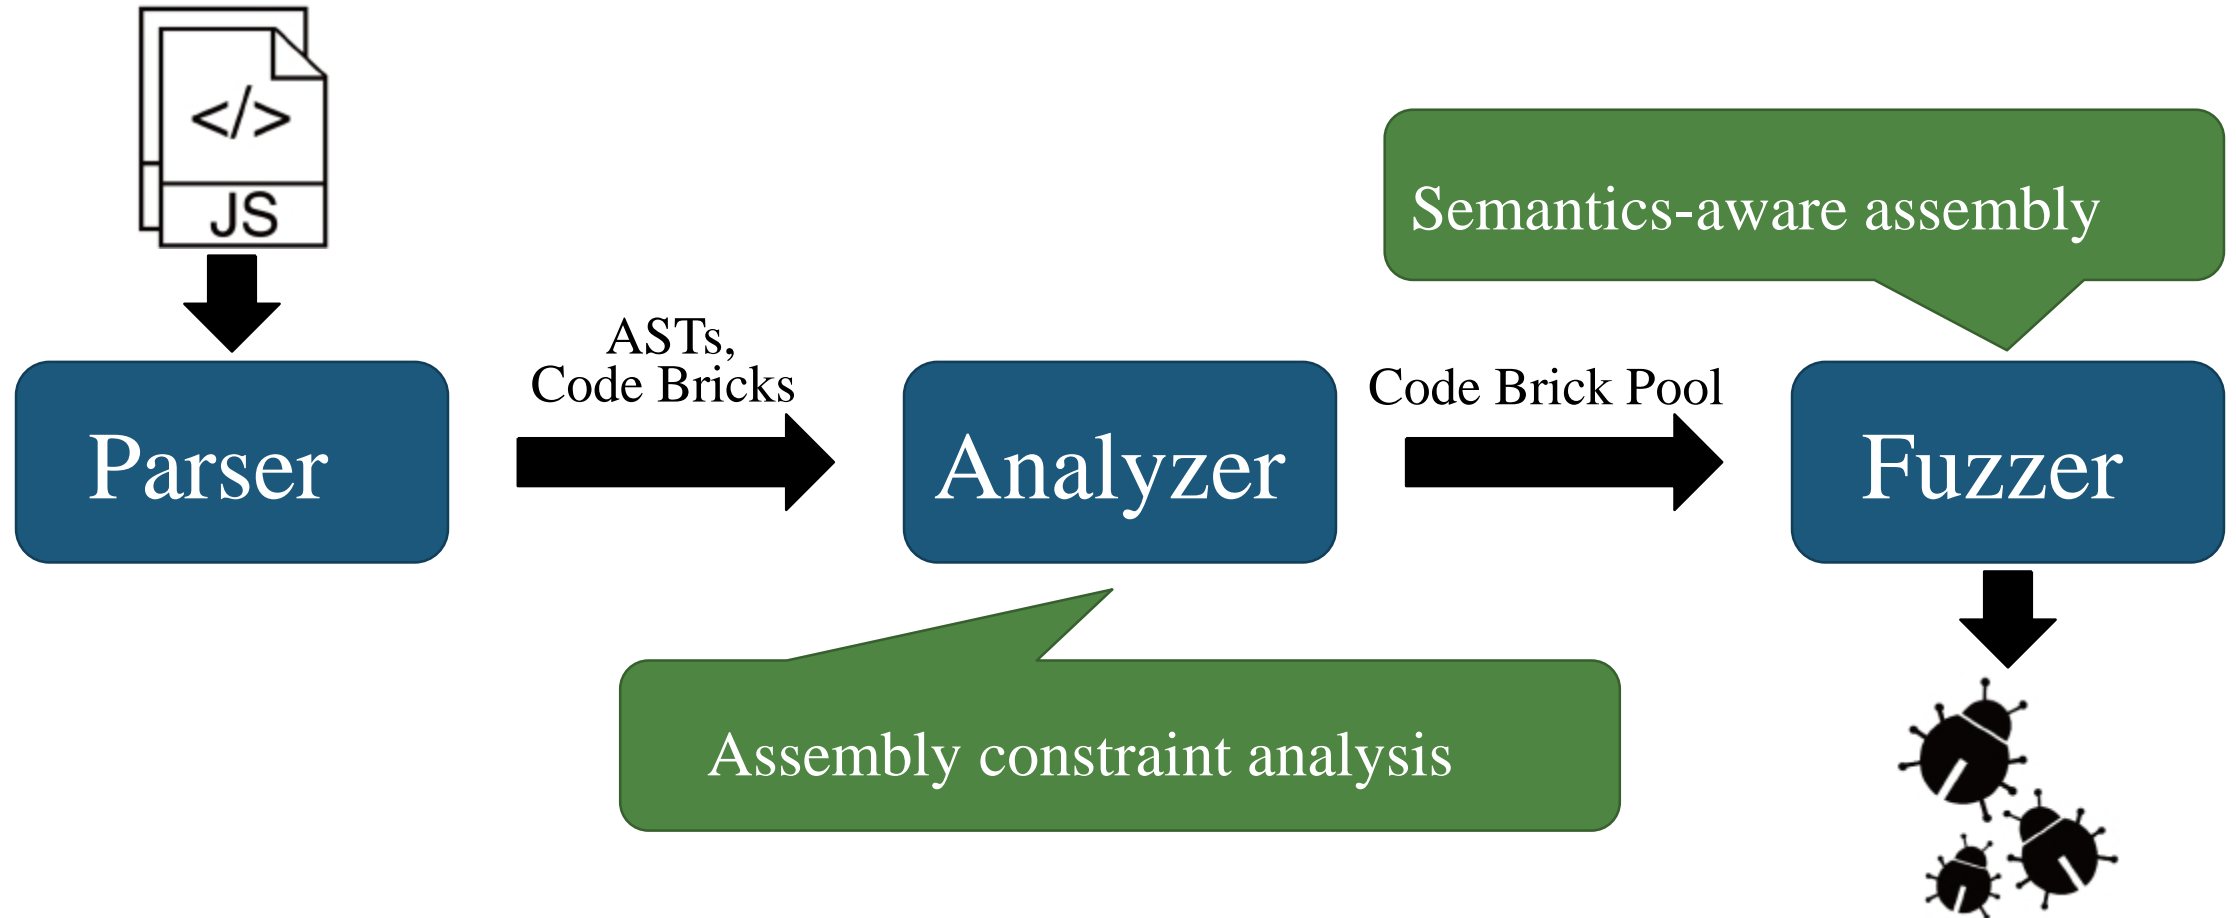 </>
JS
Semantics-aware assembly
ASTs,
Code Bricks
Code Brick Pool
Parser
Analyzer
Fuzzer
Assembly constraint analysis